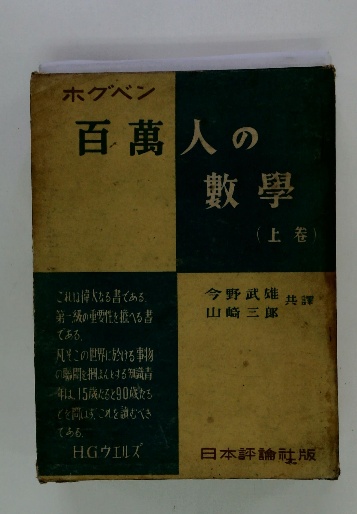 ホグベン
百萬人の
數學
(上卷)
今野武雄
山崎三郎
共譯
これは偉大なる書である。
第一級の重要性を擔へる書
である。
凡そこの世界に於ける事物
の瞬間を掴まんとする知識青
年は、15歳たると90歳たる
とを問はず、これを讀むべき
である。
H.G ウエルズ
日本評論社版